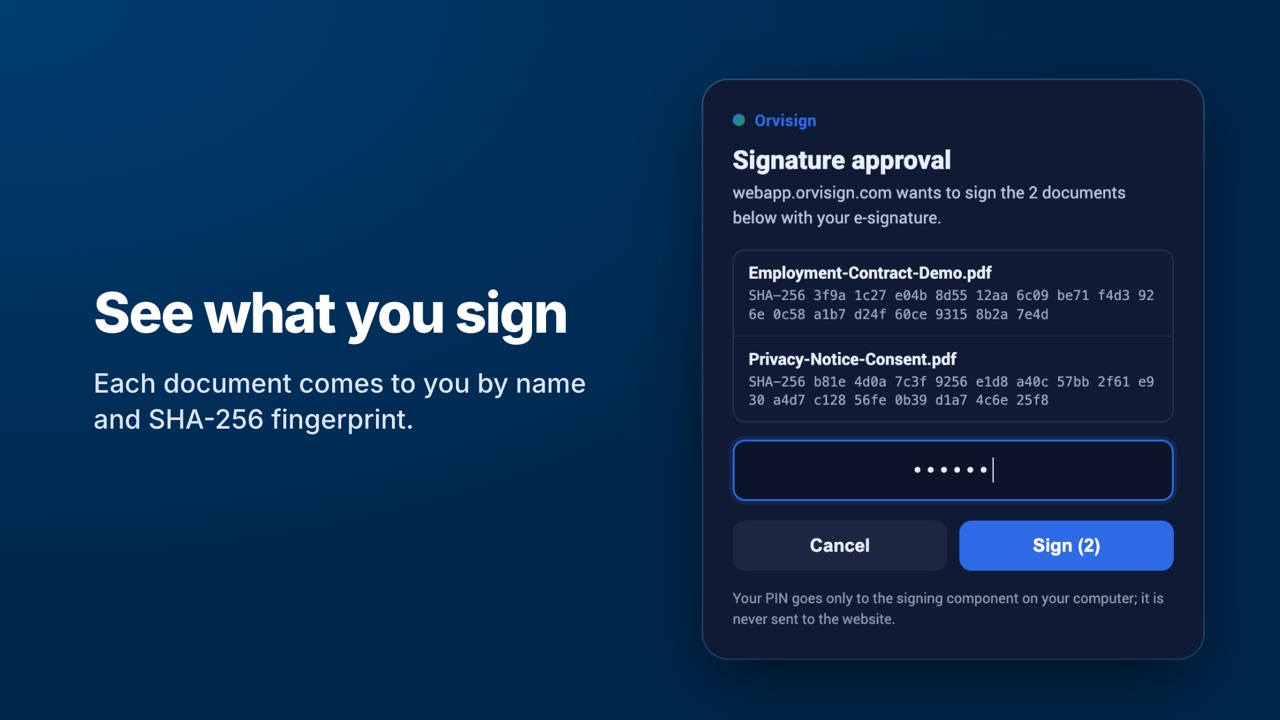 See what you sign
Each document comes to you by name
and SHA-256 fingerprint.
Orvisign
Signature approval
webapp.orvisign.com wants to sign the 2 documents
below with your e-signature.
Employment-Contract-Demo.pdf
SHA-256 3f9a 1c27 e04b 8d55 12aa 6c09 be71 f4d3 92
6e 0c58 a1b7 d24f 60ce 9315 8b2a 7e4d
Privacy-Notice-Consent.pdf
SHA-256 b81e 4d0a 7c3f 9256 e1d8 a40c 57bb 2f61 e9
30 a4d7 c128 56fe 0b39 d1a7 4c6e 25f8
••••••
Cancel
Sign (2)
Your PIN goes only to the signing component on your computer; it is
never sent to the website.